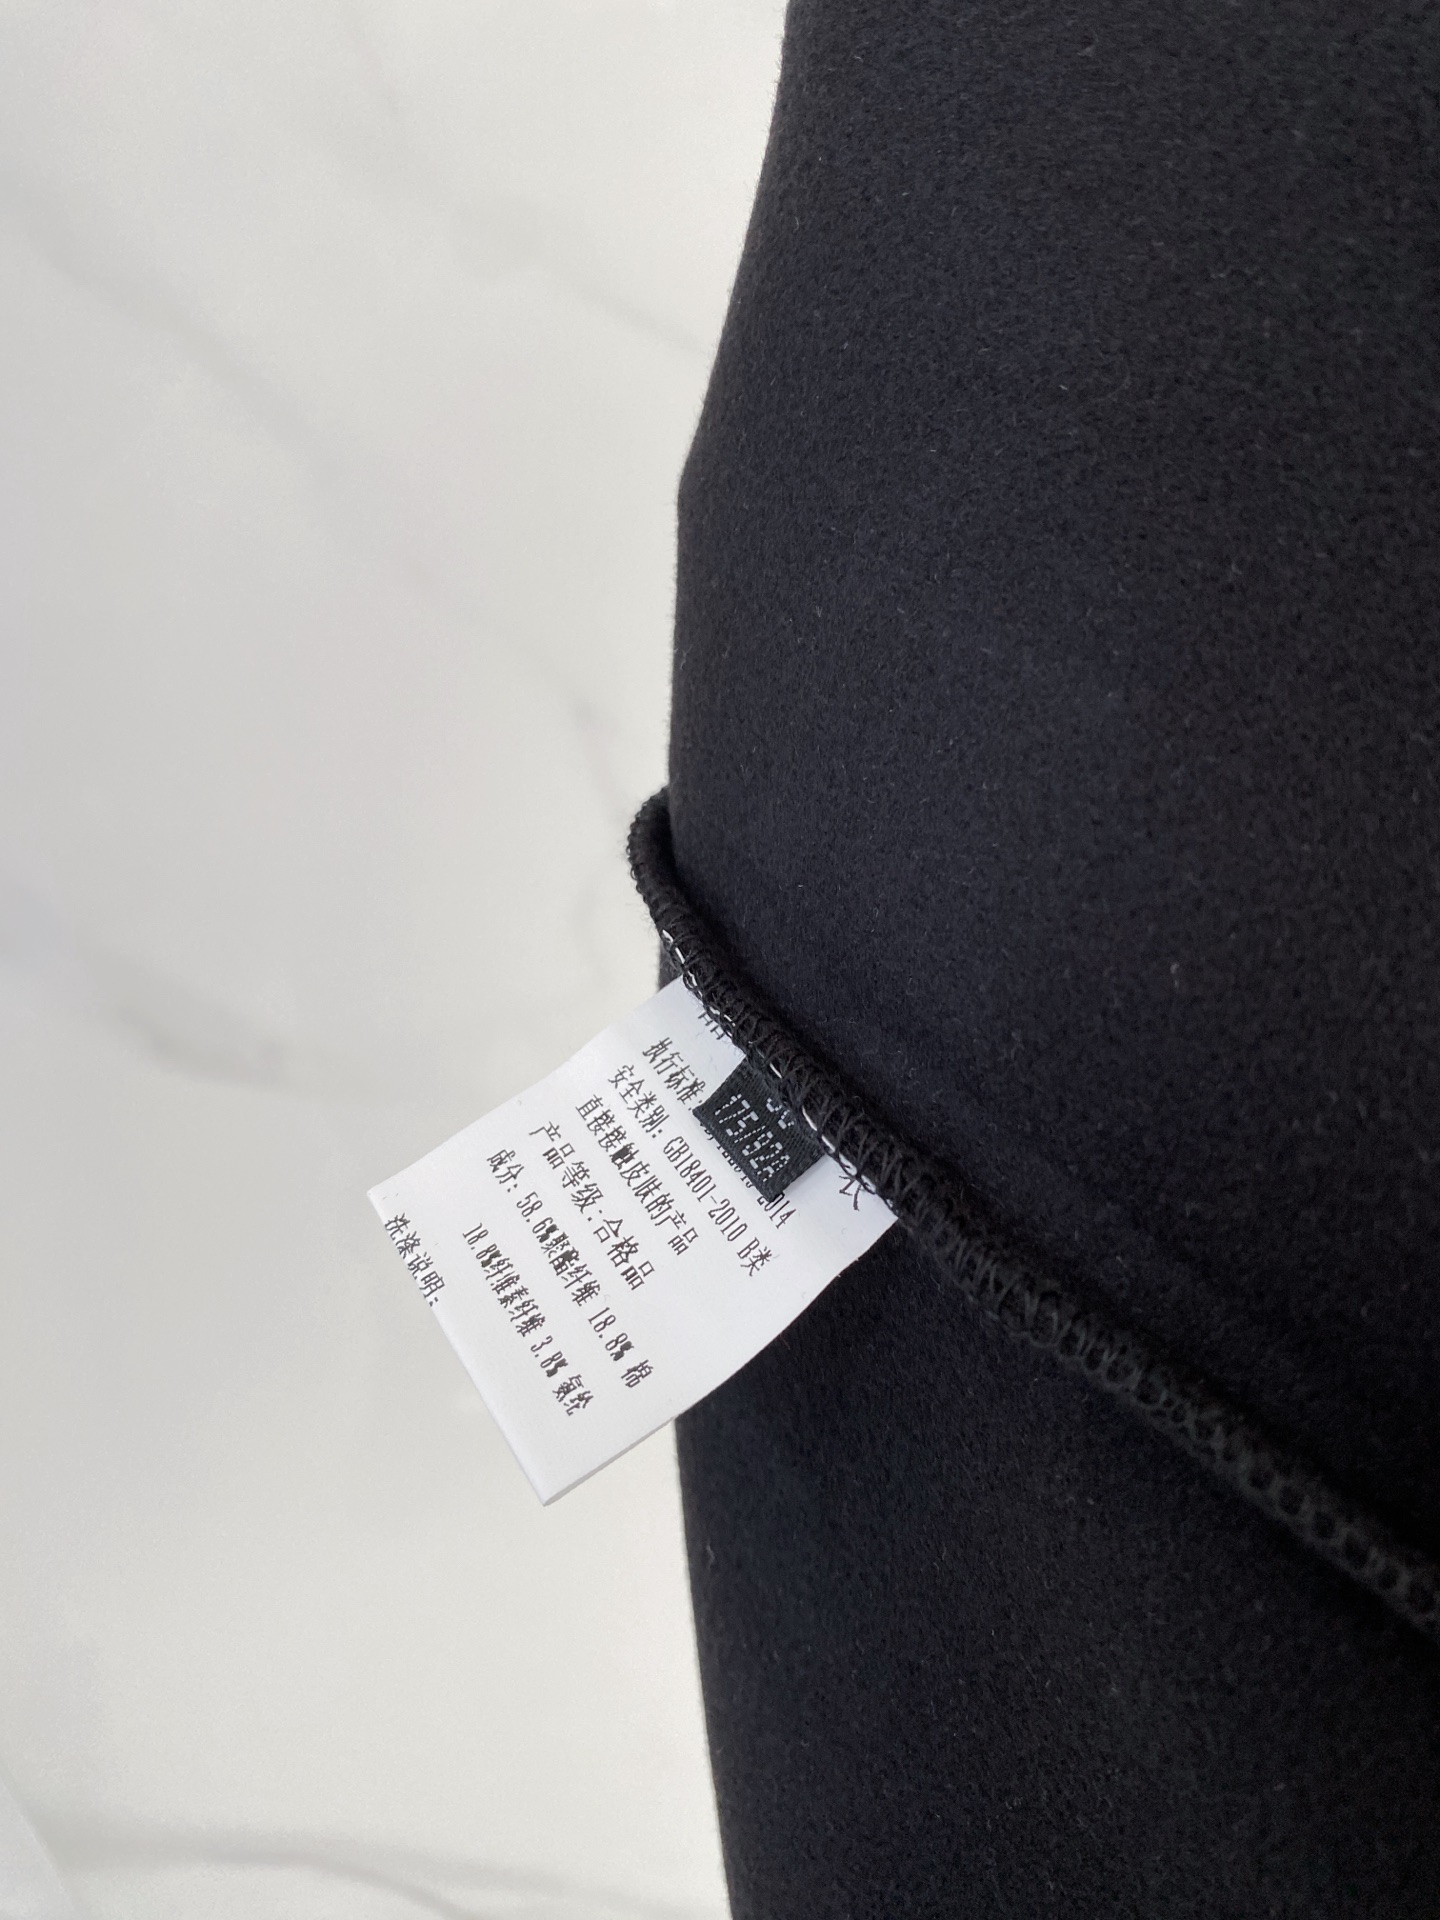 执行标准:
2014
175/92A
安全类别: GB18401-2010 B类
直接接触皮肤的产品
产品等级:合格品
成分: 58.6%聚酯纤维 18.8% 棉
18.8%纤维素纤维 3.8% 氨纶
洗涤说明: